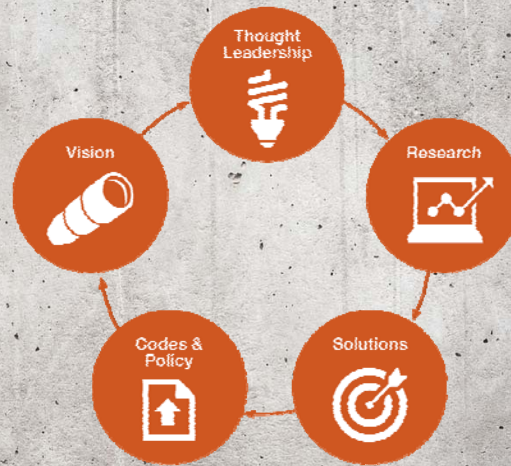 Thought
Leadership
Research
Solutions
Codes &
Policy
Vision